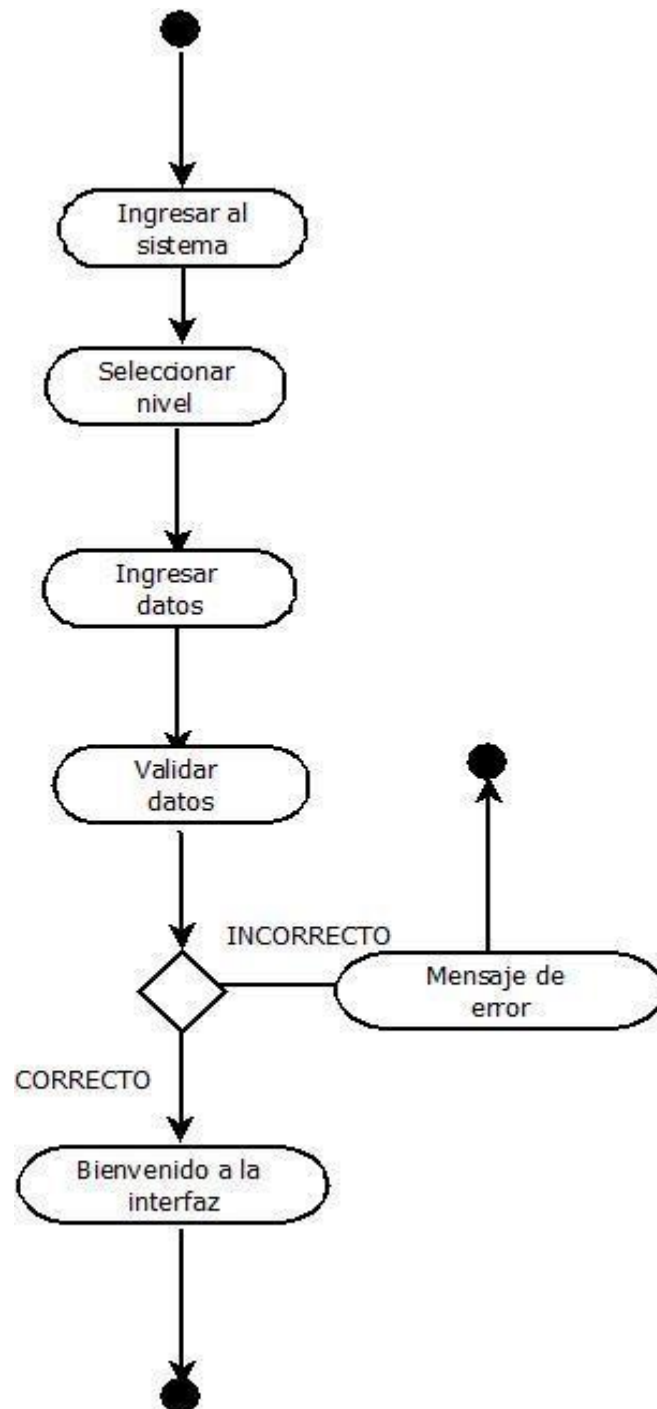 Ingresar al
sistema
Seleccionar
nivel
Ingresar
datos
Validar
datos
INCORRECTO
Mensaje de
error
CORRECTO
Bienvenido a la
interfaz